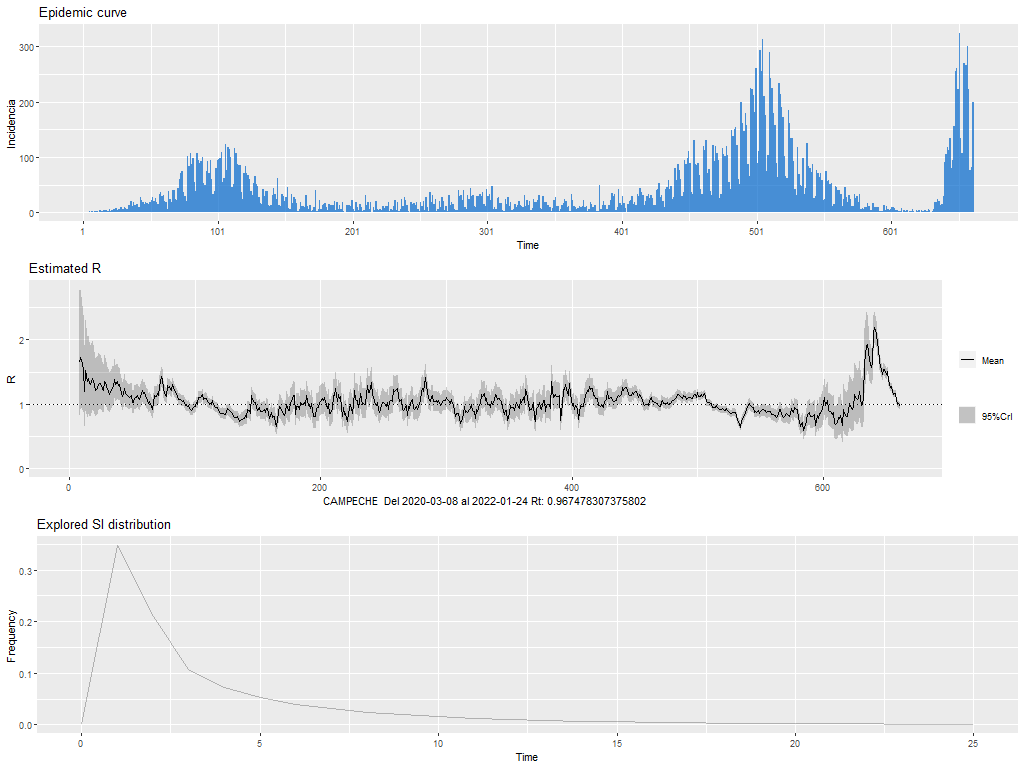 Epidemic curve
300
200
100
0
Incidencia
1
101
201
301
401
501
601
Time
Estimated R
2
1
0
R
0
200
400
600
CAMPECHE Del 2020-03-08 al 2022-01-24 Rt: 0.967478307375802
Mean
95%CrI
Explored SI distribution
0.3
0.2
0.1
0.0
Frequency
0
5
10
15
20
25
Time